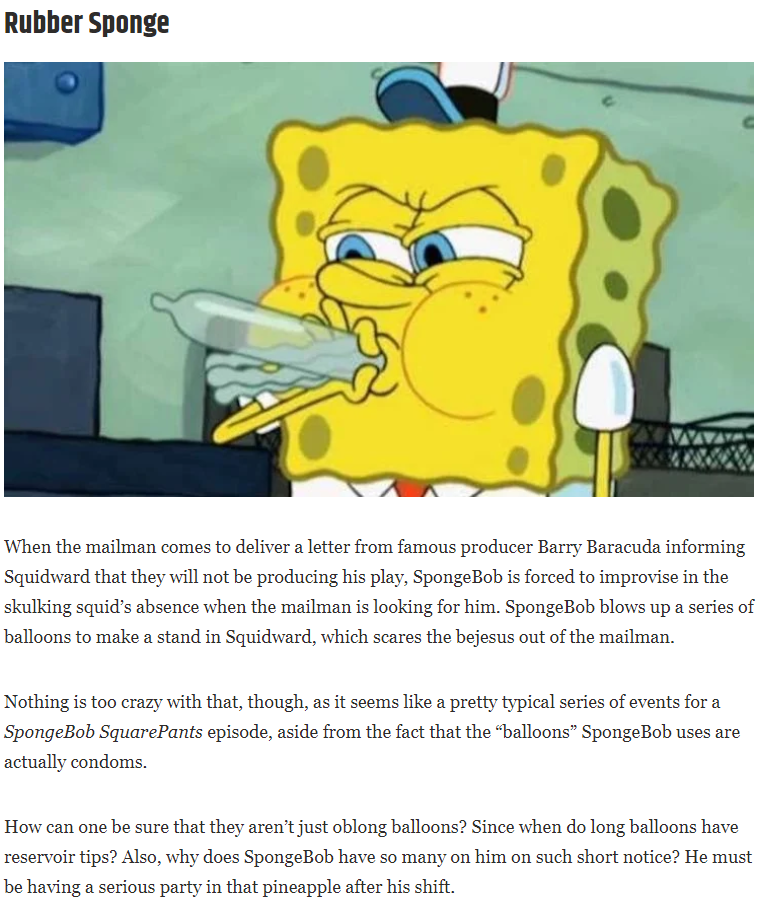 Rubber Sponge
When the mailman comes to deliver a letter from famous producer Barry Baracuda informing
Squidward that they will not be producing his play, SpongeBob is forced to improvise in the
skulking squid’s absence when the mailman is looking for him. SpongeBob blows up a series of
balloons to make a stand in Squidward, which scares the bejesus out of the mailman.
Nothing is too crazy with that, though, as it seems like a pretty typical series of events for a
SpongeBob SquarePants episode, aside from the fact that the “balloons” SpongeBob uses are
actually condoms.
How can one be sure that they aren’t just oblong balloons? Since when do long balloons have
reservoir tips? Also, why does SpongeBob have so many on him on such short notice? He must
be having a serious party in that pineapple after his shift.